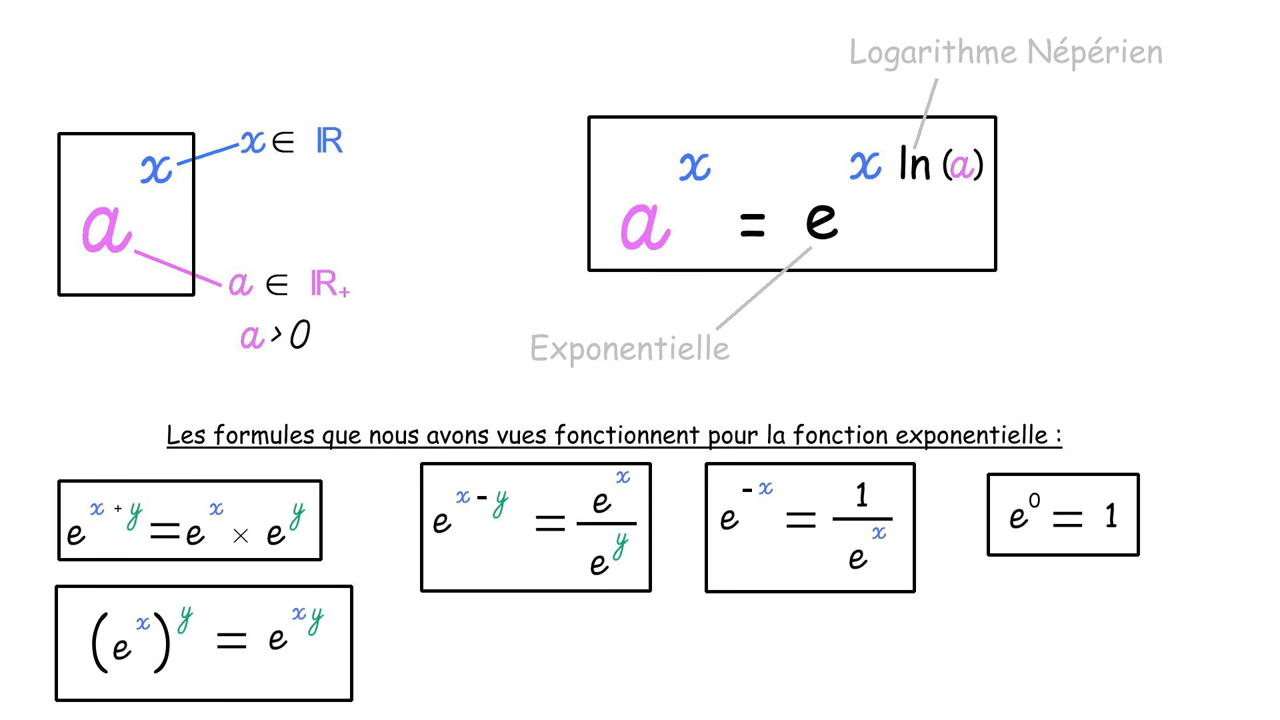 Logarithme Népérien
a^x
x ∈ ℝ
a ∈ ℝ₊
a > 0
a^x = e^(x ln(a))
Exponentielle
Les formules que nous avons vues fonctionnent pour la fonction exponentielle :
e^(x + y) = e^x × e^y
e^(x - y) = e^x / e^y
e^(-x) = 1 / e^x
e^0 = 1
(e^x)^y = e^(xy)